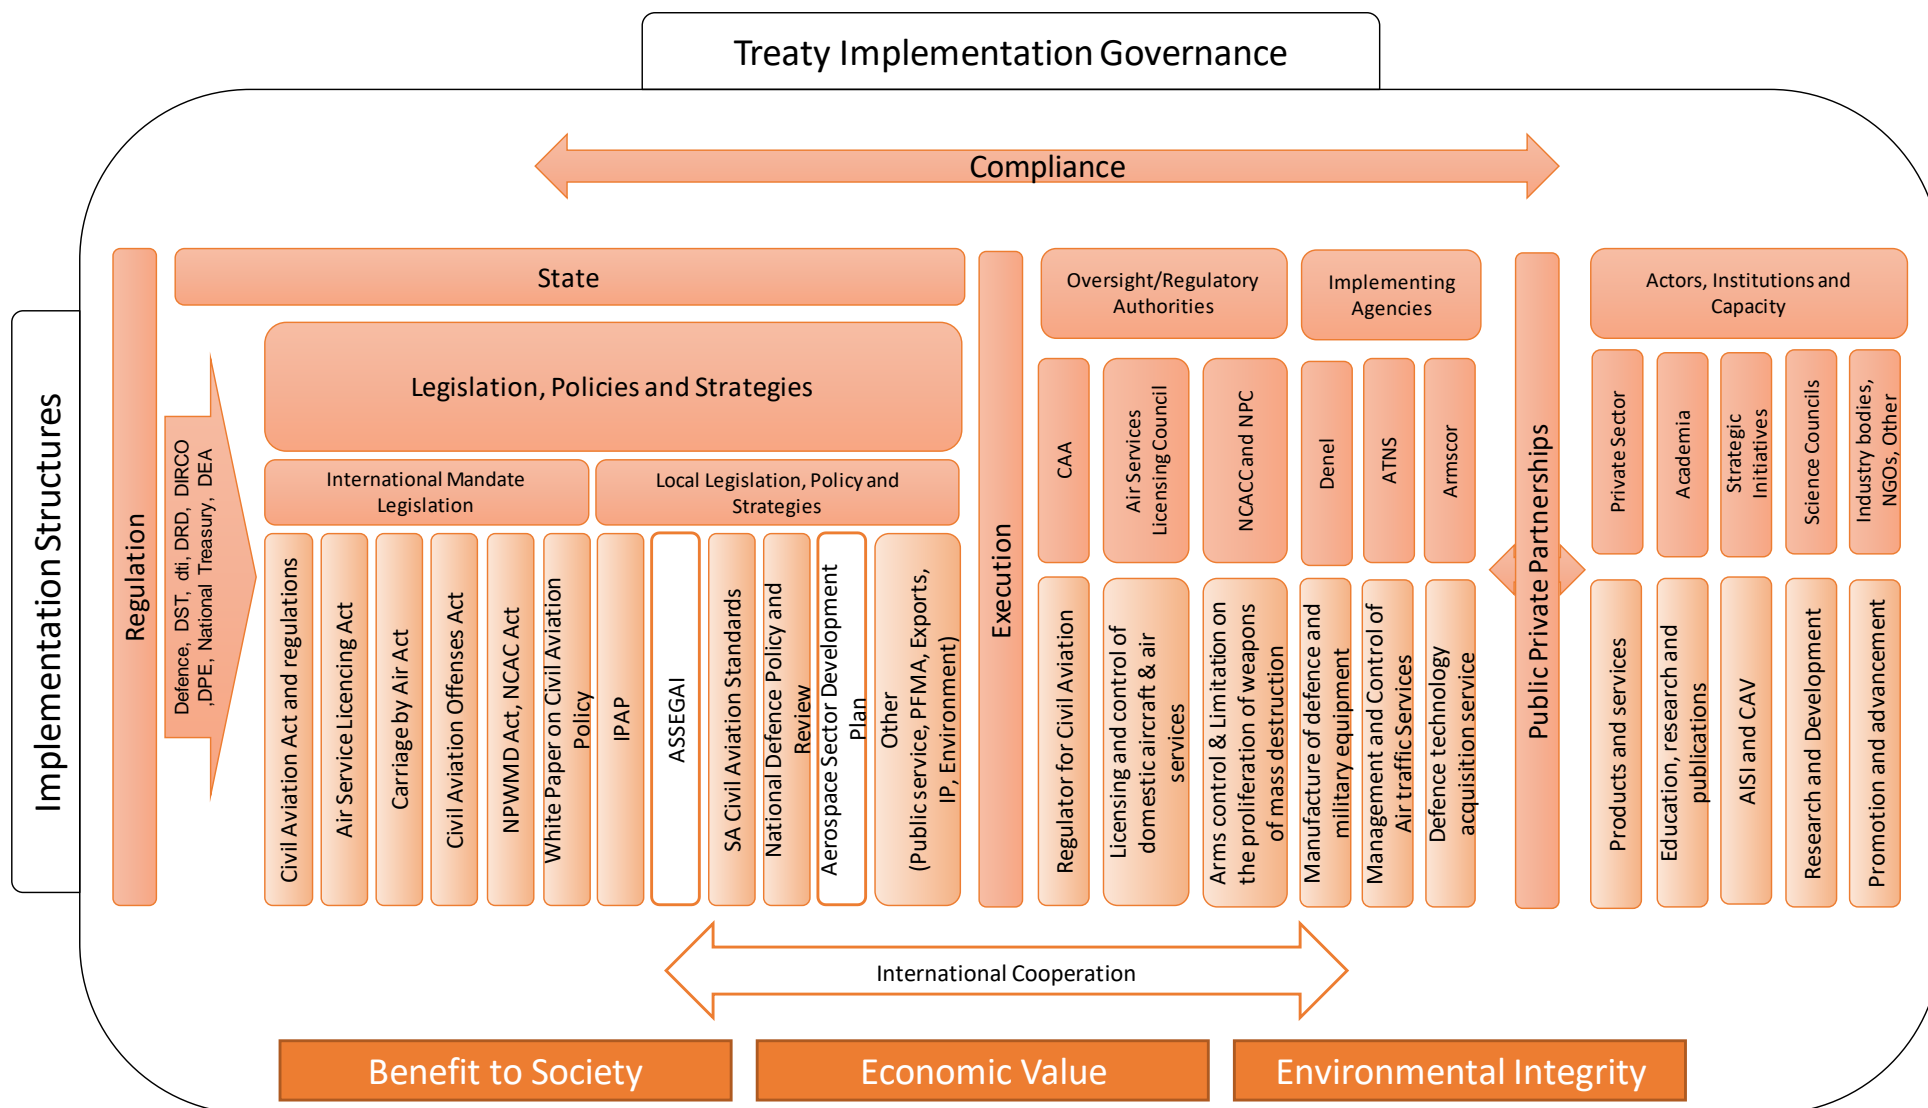 Treaty Implementation Governance
Implementation Structures
Compliance
Regulation
State
Defence, DST, dti, DRD, DIRCO
,DPE, National Treasury, DEA
Legislation, Policies and Strategies
International Mandate
Legislation
Local Legislation, Policy and
Strategies
Civil Aviation Act and regulations
Air Service Licencing Act
Carriage by Air Act
Civil Aviation Offenses Act
NPWMD Act, NCAC Act
White Paper on Civil Aviation
Policy
IPAP
ASSEGAI
SA Civil Aviation Standards
National Defence Policy and
Review
Aerospace Sector Development
Plan
Other
(Public service, PFMA, Exports,
IP, Environment)
Execution
Oversight/Regulatory
Authorities
Implementing
Agencies
CAA
Air Services
Licensing Council
NCACC and NPC
Denel
ATNS
Armscor
Regulator for Civil Aviation
Licensing and control of
domestic aircraft & air
services
Arms control & Limitation on
the proliferation of weapons
of mass destruction
Manufacture of defence and
military equipment
Management and Control of
Air traffic Services
Defence technology
acquisition service
Public Private Partnerships
Actors, Institutions and
Capacity
Private Sector
Academia
Strategic
Initiatives
Science Councils
Industry bodies,
NGOs, Other
Products and services
Education, research and
publications
AISI and CAV
Research and Development
Promotion and advancement
International Cooperation
Benefit to Society
Economic Value
Environmental Integrity